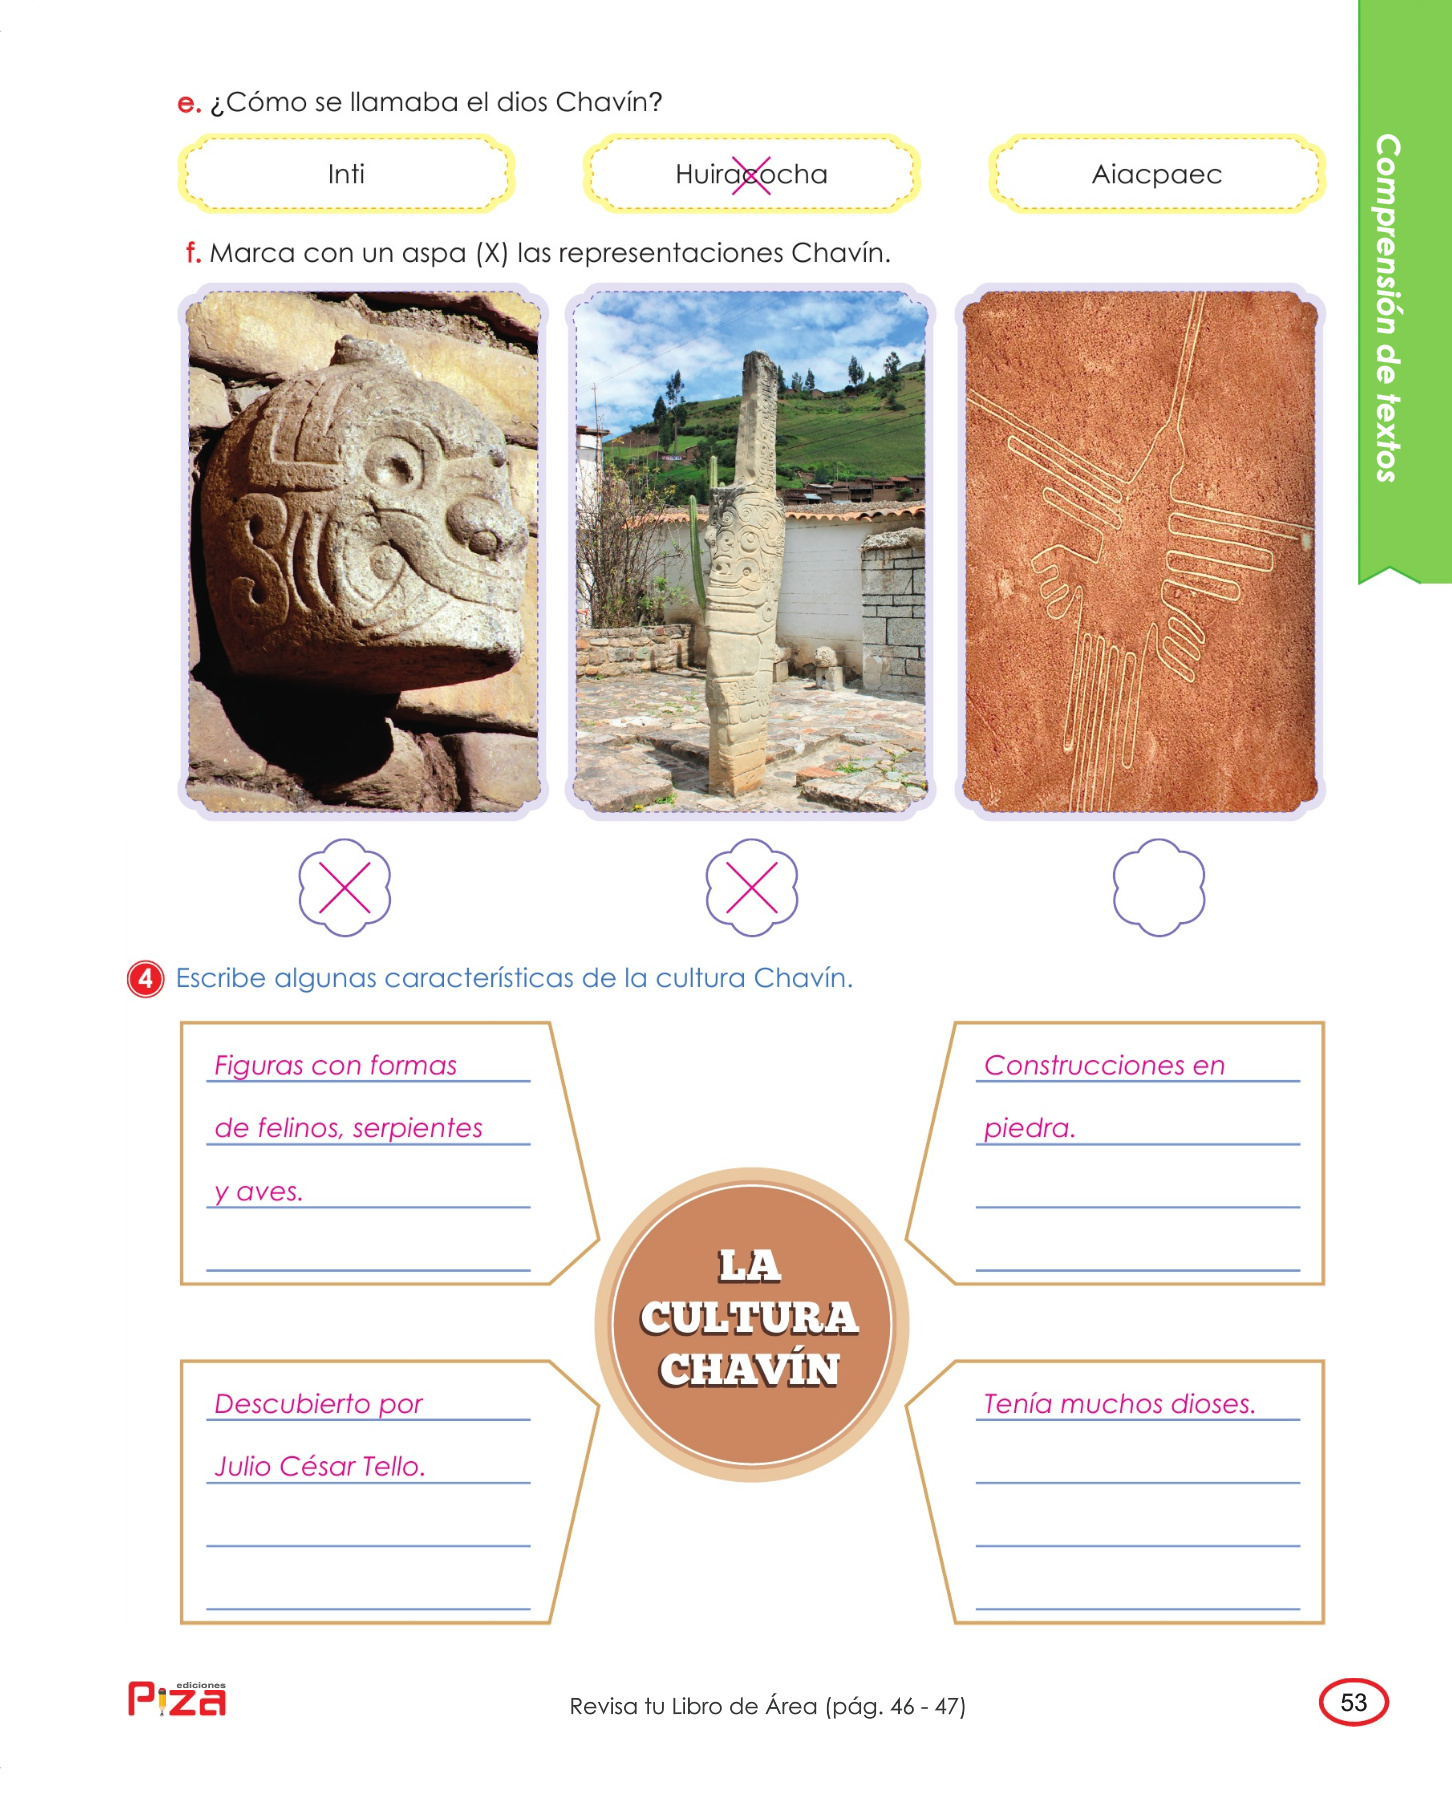 e. ¿Cómo se llamaba el dios Chavín?
Inti
Huiracocha
Aiacpaec
f. Marca con un aspa (X) las representaciones Chavín.
Comprensión de textos
X
X
4 Escribe algunas características de la cultura Chavín.
Figuras con formas
de felinos, serpientes
y aves.
Construcciones en
piedra.
LA
CULTURA
CHAVÍN
Descubierto por
Julio César Tello.
Tenía muchos dioses.
ediciones
Piza
Revisa tu Libro de Área (pág. 46 - 47)
53